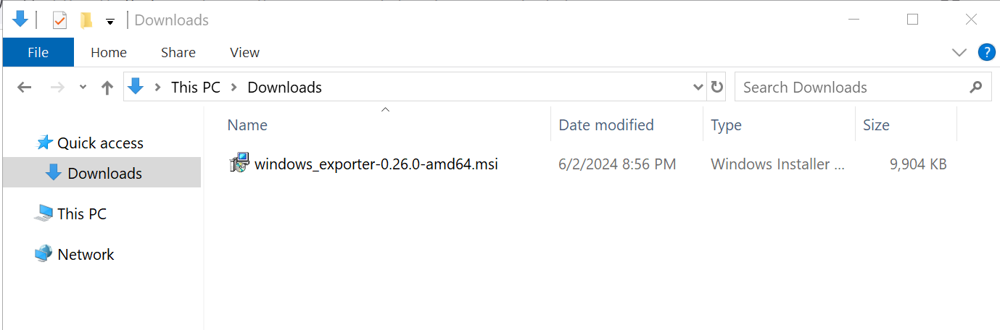 Downloads
File Home Share View ?
This PC Downloads Search Downloads
Name Date modified Type Size
Quick access
windows_exporter-0.26.0-amd64.msi 6/2/2024 8:56 PM Windows Installer ... 9,904 KB
Downloads
This PC
Network